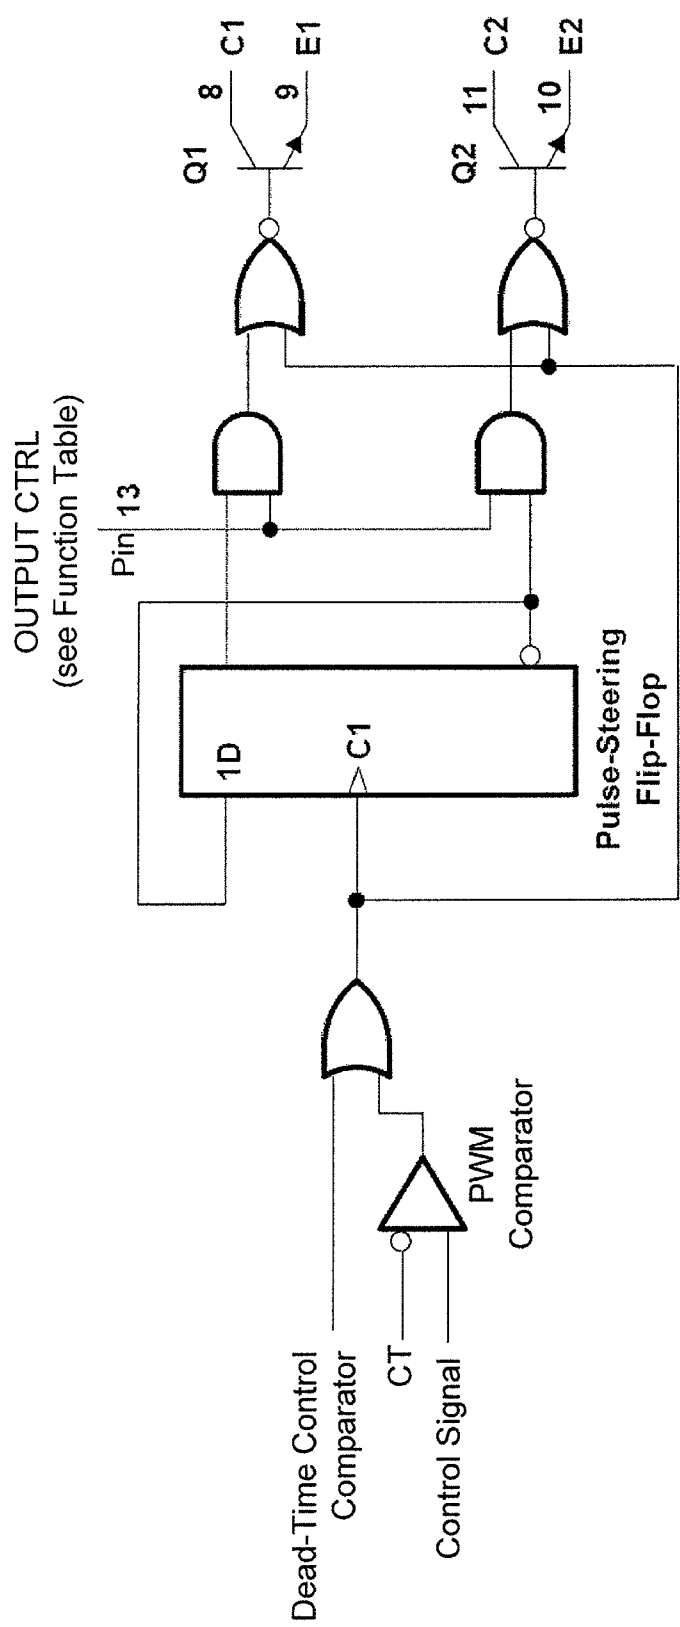 OUTPUT CTRL
(see Function Table)
Pin 13
Dead-Time Control
Comparator
CT
Control Signal
PWM
Comparator
1D
C1
Pulse-Steering
Flip-Flop
Q1
8
C1
9
E1
Q2
11
C2
10
E2